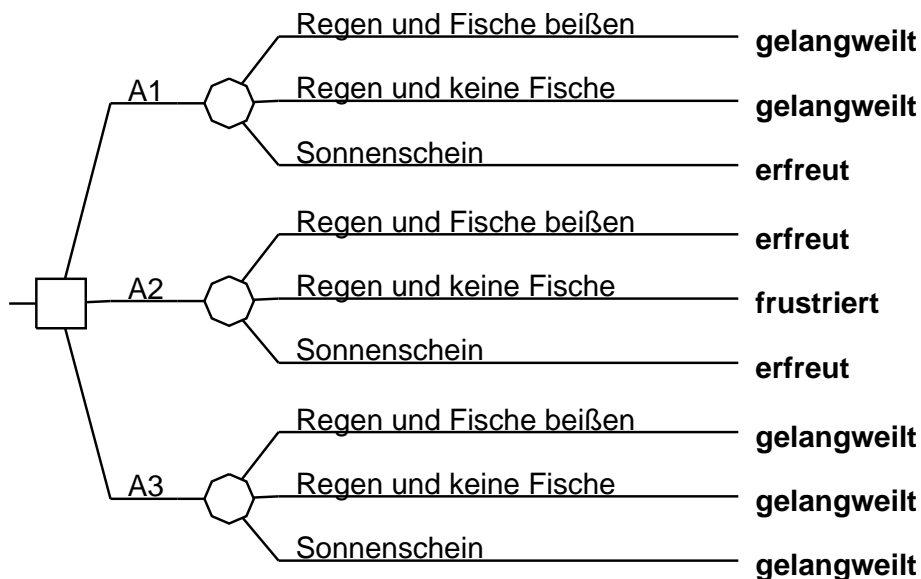 Regen und Fische beißen gelangweilt
A1 Regen und keine Fische gelangweilt
Sonnenschein erfreut
Regen und Fische beißen erfreut
A2 Regen und keine Fische frustriert
Sonnenschein erfreut
Regen und Fische beißen gelangweilt
A3 Regen und keine Fische gelangweilt
Sonnenschein gelangweilt